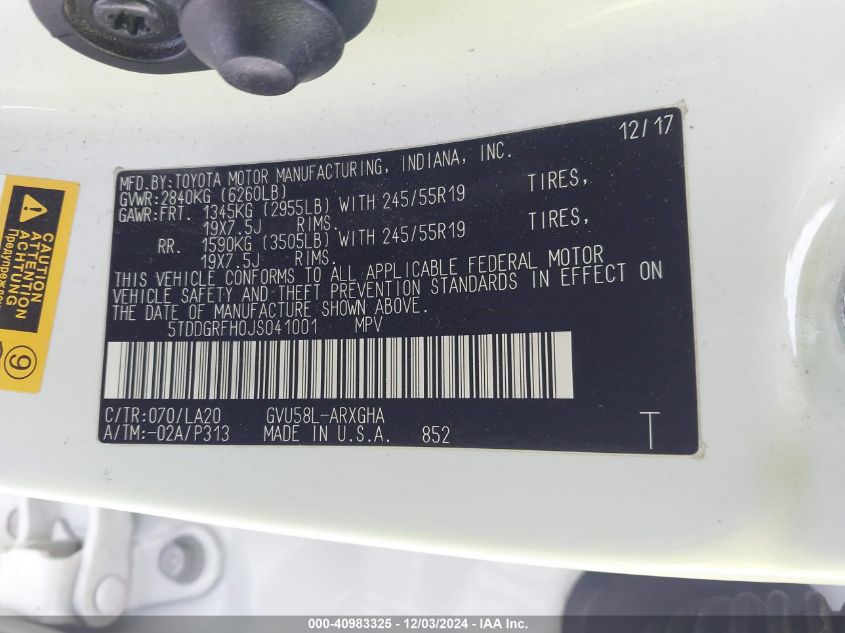 12/17
MFD.BY:TOYOTA MOTOR MANUFACTURING, INDIANA, INC.
GVWR:2840KG (6260LB)
GAWR:FRT. 1345KG (2955LB) WITH 245/55R19 TIRES,
19X7.5J RIMS.
RR. 1590KG (3505LB) WITH 245/55R19 TIRES,
19X7.5J RIMS.
THIS VEHICLE CONFORMS TO ALL APPLICABLE FEDERAL MOTOR
VEHICLE SAFETY AND THEFT PREVENTION STANDARDS IN EFFECT ON
THE DATE OF MANUFACTURE SHOWN ABOVE.
5TDDGRFH0JS041001 MPV
C/TR:070/LA20 GVU58L-ARXGHA
A/TM:-02A/P313 MADE IN U.S.A. 852
T
CAUTION
ATTENTION
ACHTUNG
9
000-40983325 - 12/03/2024 - IAA Inc.